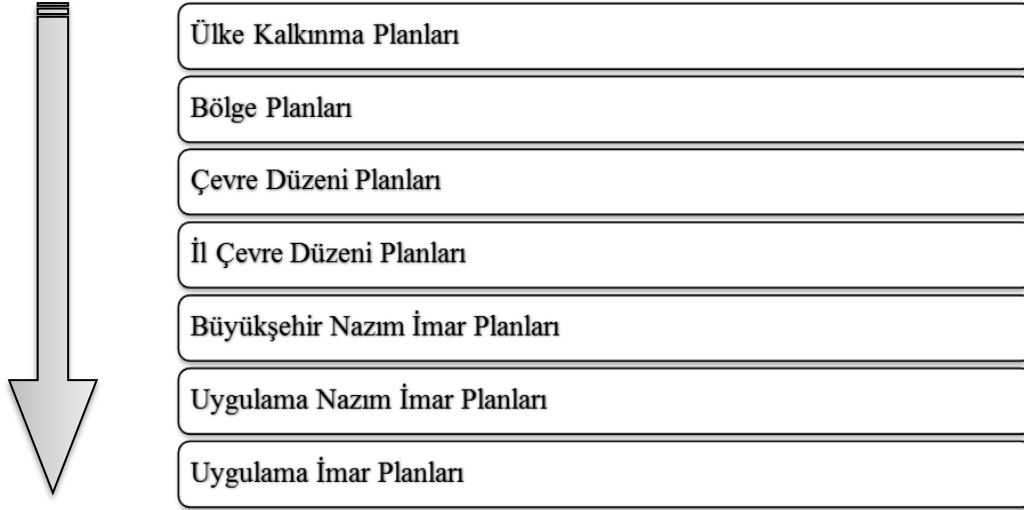 Ülke Kalkınma Planları
Bölge Planları
Çevre Düzeni Planları
İl Çevre Düzeni Planları
Büyükşehir Nazım İmar Planları
Uygulama Nazım İmar Planları
Uygulama İmar Planları